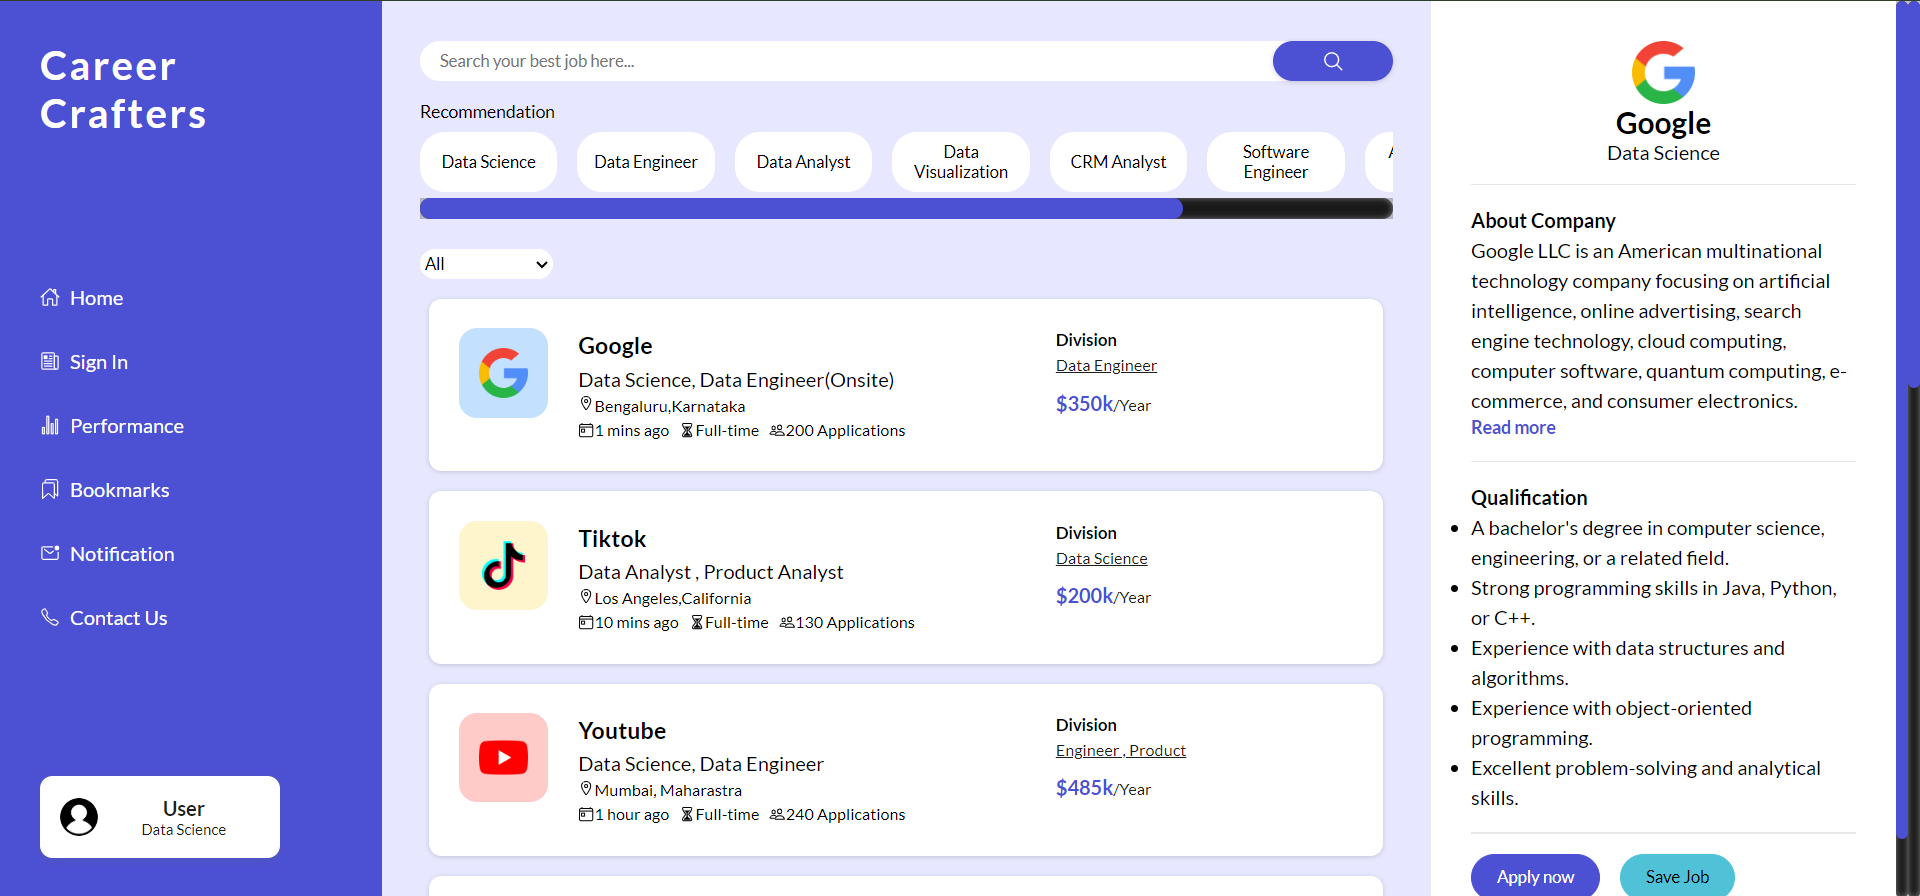 Career
Crafters
Home
Sign In
Performance
Bookmarks
Notification
Contact Us
User
Data Science
Search your best job here...
Recommendation
Data Science
Data Engineer
Data Analyst
Data
Visualization
CRM Analyst
Software
Engineer
All
Google
Data Science, Data Engineer(Onsite)
Bengaluru,Karnataka
1 mins ago Full-time 200 Applications
Division
Data Engineer
$350k/Year
Tiktok
Data Analyst , Product Analyst
Los Angeles,California
10 mins ago Full-time 130 Applications
Division
Data Science
$200k/Year
Youtube
Data Science, Data Engineer
Mumbai, Maharastra
1 hour ago Full-time 240 Applications
Division
Engineer , Product
$485k/Year
Google
Data Science
About Company
Google LLC is an American multinational
technology company focusing on artificial
intelligence, online advertising, search
engine technology, cloud computing,
computer software, quantum computing, e-
commerce, and consumer electronics.
Read more
Qualification
A bachelor's degree in computer science,
engineering, or a related field.
Strong programming skills in Java, Python,
or C++.
Experience with data structures and
algorithms.
Experience with object-oriented
programming.
Excellent problem-solving and analytical
skills.
Apply now
Save Job